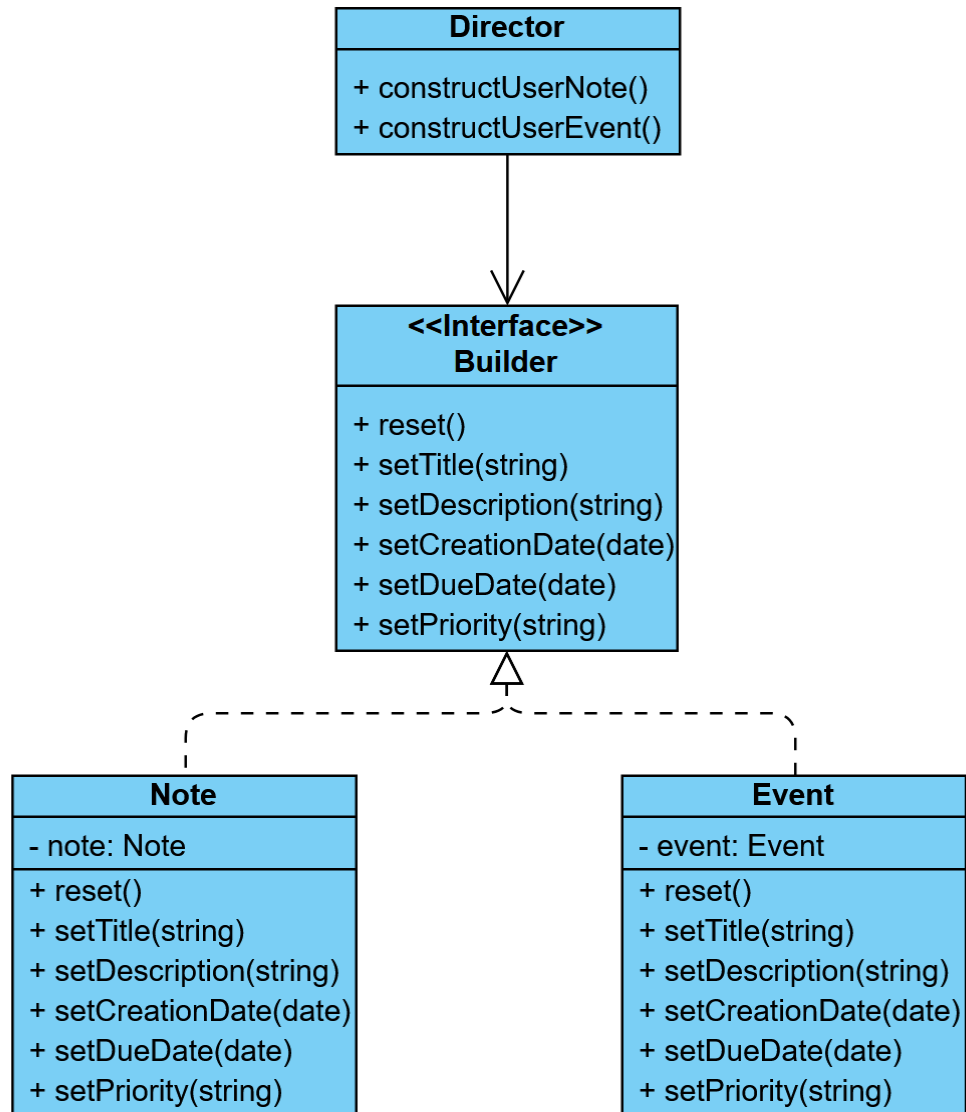 Director
+ constructUserNote()
+ constructUserEvent()
<<Interface>>
Builder
+ reset()
+ setTitle(string)
+ setDescription(string)
+ setCreationDate(date)
+ setDueDate(date)
+ setPriority(string)
Note
- note: Note
+ reset()
+ setTitle(string)
+ setDescription(string)
+ setCreationDate(date)
+ setDueDate(date)
+ setPriority(string)
Event
- event: Event
+ reset()
+ setTitle(string)
+ setDescription(string)
+ setCreationDate(date)
+ setDueDate(date)
+ setPriority(string)